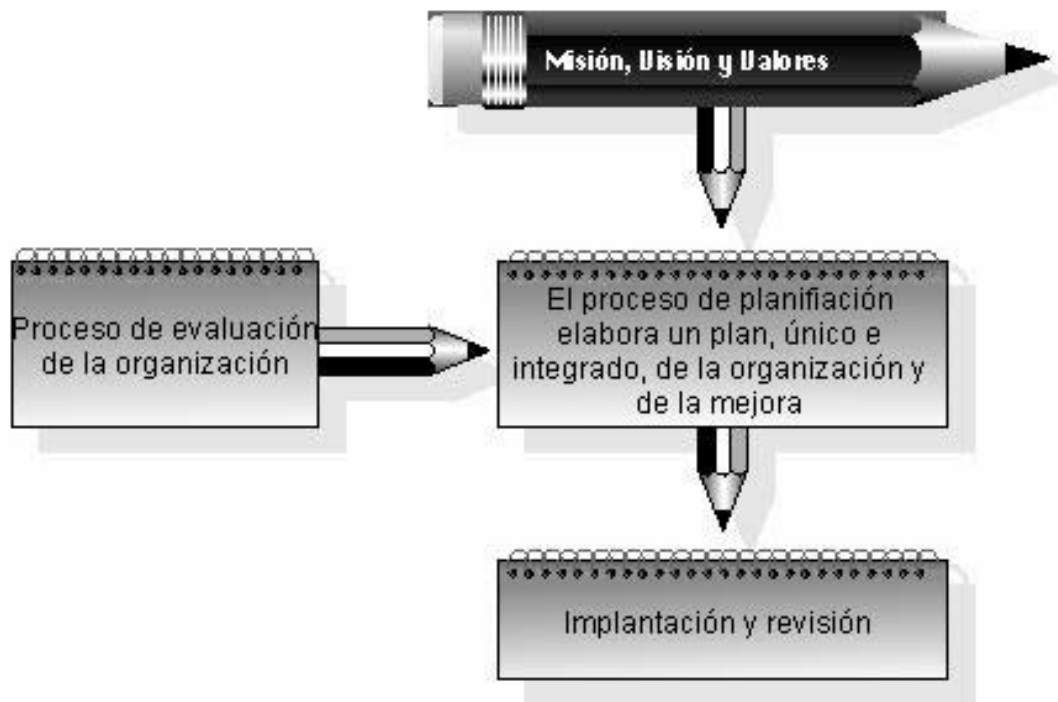 Misión, Visión y Valores
Proceso de evaluación
de la organización
El proceso de planifiación
elabora un plan, único e
integrado, de la organización y
de la mejora
Implantación y revisión